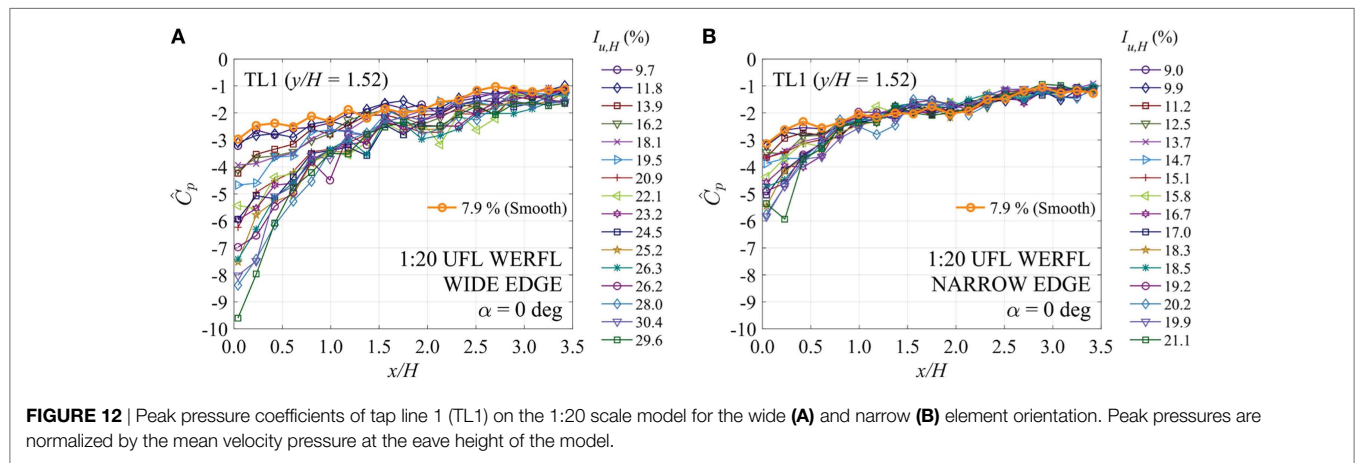 A
B
I_{u,H} (%)
TL1 (y/H = 1.52)
7.9 % (Smooth)
1:20 UFL WERFL
WIDE EDGE
α = 0 deg
Ĉ_p
0
-1
-2
-3
-4
-5
-6
-7
-8
-9
-10
0.0 0.5 1.0 1.5 2.0 2.5 3.0 3.5
x/H
9.7
11.8
13.9
16.2
18.1
19.5
20.9
22.1
23.2
24.5
25.2
26.3
26.2
28.0
30.4
29.6
I_{u,H} (%)
TL1 (y/H = 1.52)
7.9 % (Smooth)
1:20 UFL WERFL
NARROW EDGE
α = 0 deg
Ĉ_p
0
-1
-2
-3
-4
-5
-6
-7
-8
-9
-10
0.0 0.5 1.0 1.5 2.0 2.5 3.0 3.5
x/H
9.0
9.9
11.2
12.5
13.7
14.7
15.1
15.8
16.7
17.0
18.3
18.5
19.2
20.2
19.9
21.1
FIGURE 12 | Peak pressure coefficients of tap line 1 (TL1) on the 1:20 scale model for the wide (A) and narrow (B) element orientation. Peak pressures are
normalized by the mean velocity pressure at the eave height of the model.